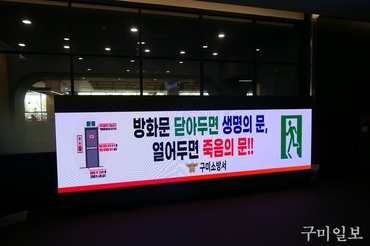 방화문 닫아두면 생명의 문,
열어두면 죽음의 문!!
구미소방서
구미일보